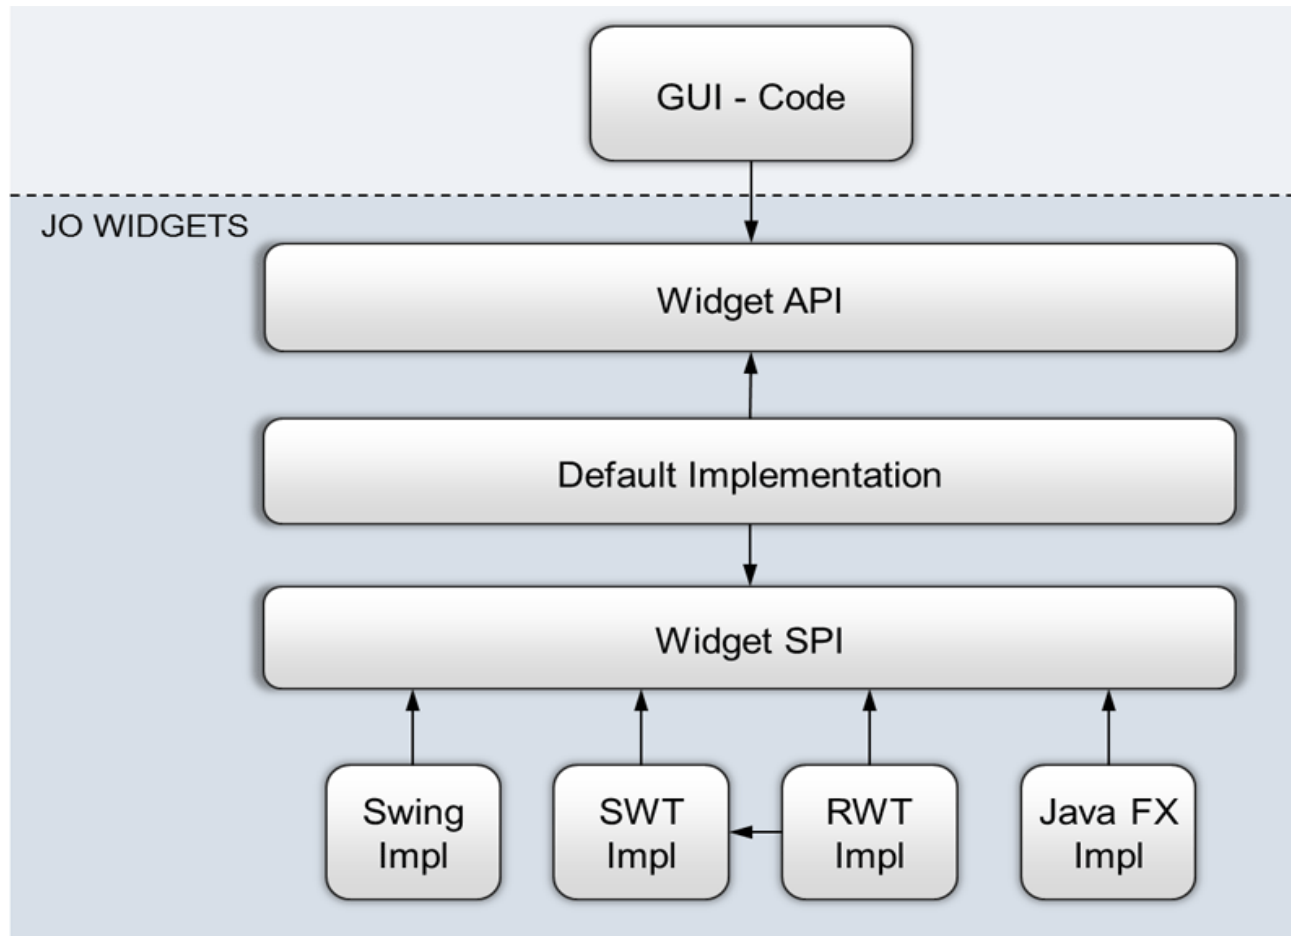 GUI - Code
JO WIDGETS
Widget API
Default Implementation
Widget SPI
Swing
Impl
SWT
Impl
RWT
Impl
Java FX
Impl